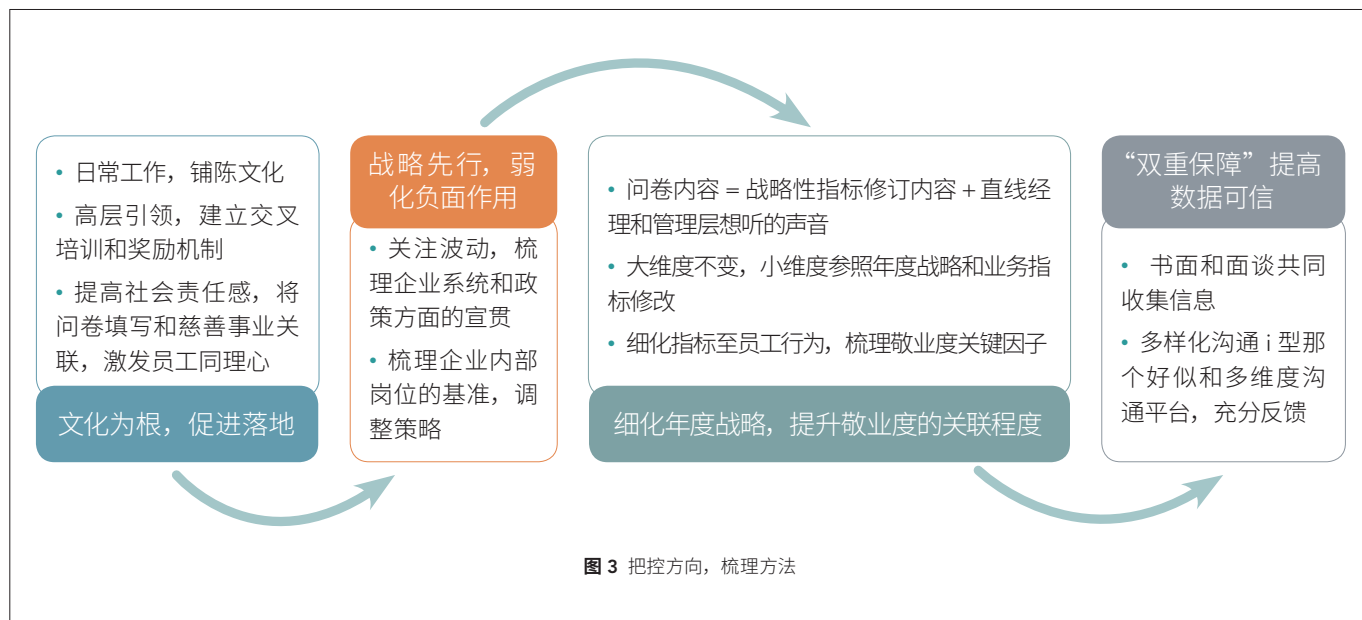 • 日常工作，铺陈文化
• 高层引领，建立交叉
培训和奖励机制
• 提高社会责任感，将
问卷填写和慈善事业关
联，激发员工同理心
文化为根，促进落地
战略先行，弱
化负面作用
• 关注波动，梳
理企业系统和政
策方面的宣贯
• 梳理企业内部
岗位的基准，调
整策略
• 问卷内容 = 战略性指标修订内容 + 直线经
理和管理层想听的声音
• 大维度不变，小维度参照年度战略和业务指
标修改
• 细化指标至员工行为，梳理敬业度关键因子
细化年度战略，提升敬业度的关联程度
“双重保障”提高
数据可信
• 书面和面谈共同
收集信息
• 多样化沟通 i 型那
个好似和多维度沟
通平台，充分反馈
图 3 把控方向，梳理方法